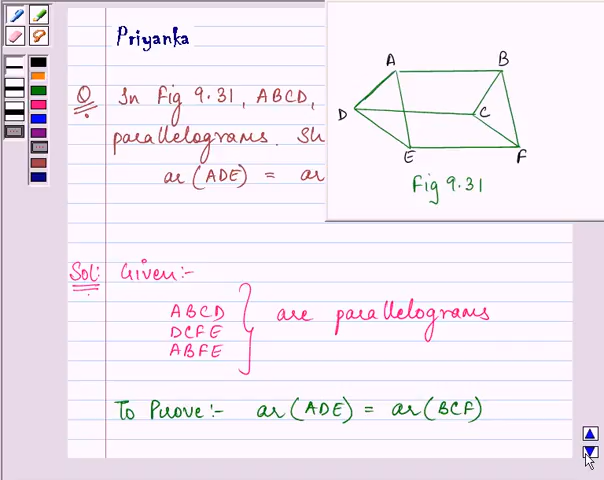 Priyanka
Q In Fig 9.31, ABCD,
parallelograms. Sh
ar (ADE) = ar
A B
D C
E F
Fig 9.31
Sol: Given:-
ABCD
DCFE
ABFE
are parallelograms
To Prove:- ar (ADE) = ar (BCF)